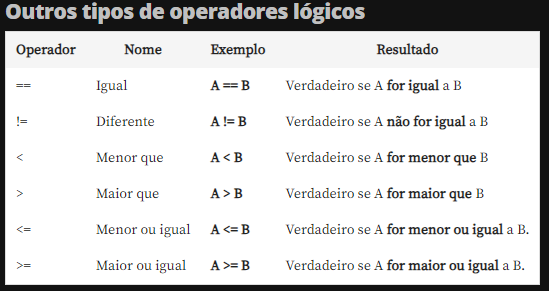 Outros tipos de operadores lógicos
Operador Nome Exemplo Resultado
== Igual A == B Verdadeiro se A for igual a B
!= Diferente A != B Verdadeiro se A não for igual a B
< Menor que A < B Verdadeiro se A for menor que B
> Maior que A > B Verdadeiro se A for maior que B
<= Menor ou igual A <= B Verdadeiro se A for menor ou igual a B.
>= Maior ou igual A >= B Verdadeiro se A for maior ou igual a B.